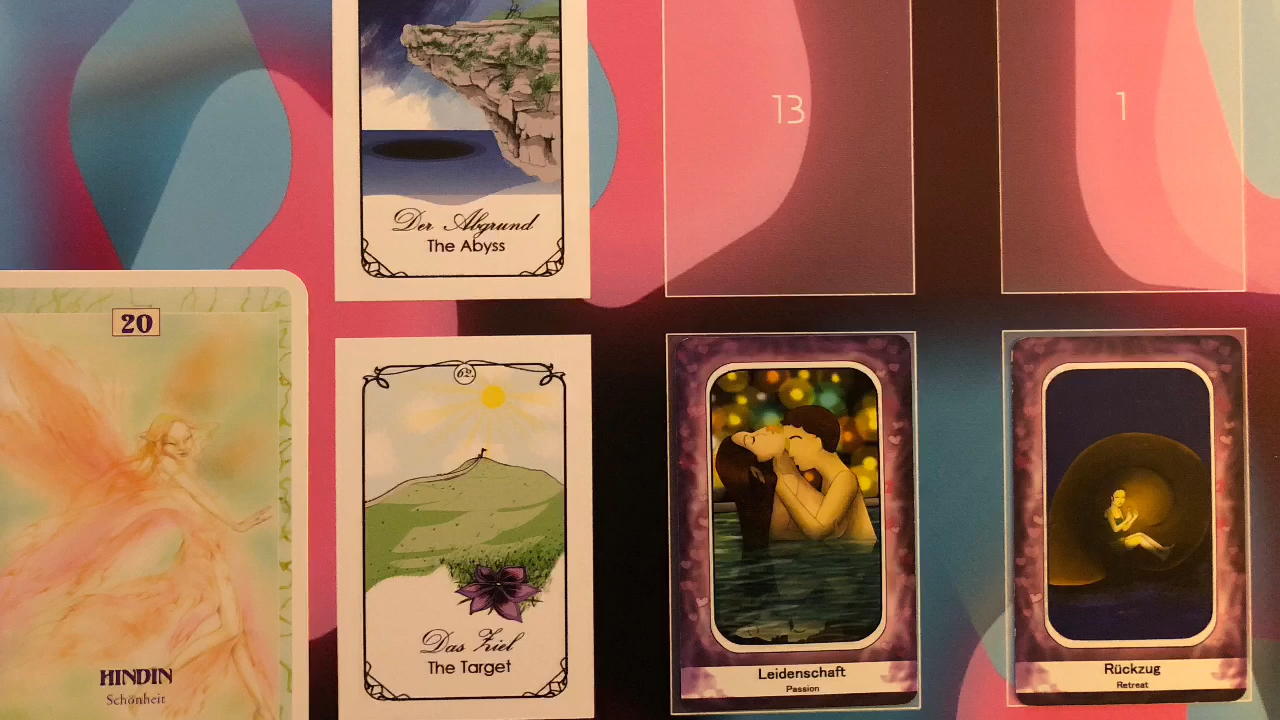 Der Abgrund
The Abyss
13
1
20
HINDIN
Schönheit
62.
Das Ziel
The Target
Leidenschaft
Passion
Rückzug
Retreat